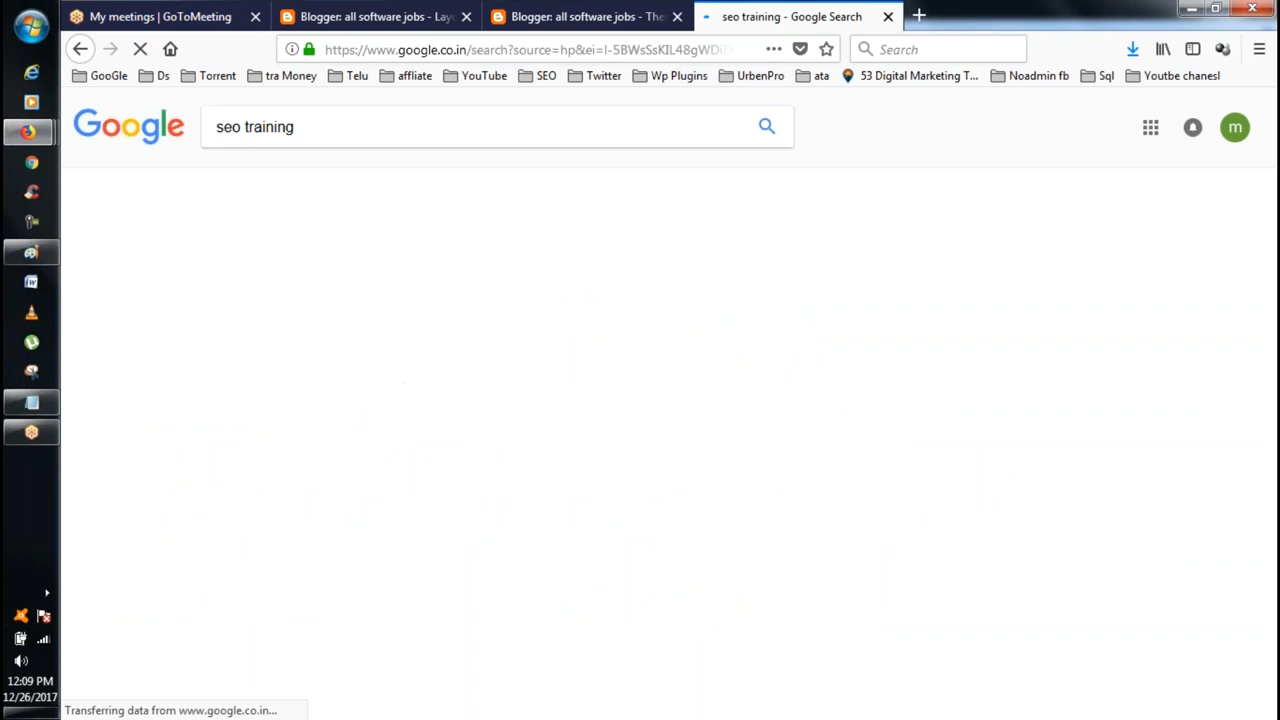 My meetings | GoToMeeting
Blogger: all software jobs - Layo
Blogger: all software jobs - The
seo training - Google Search
https://www.google.co.in/search?source=hp&ei=I-5BWsSsKIL48gWDi
Search
GooGle
Ds
Torrent
tra Money
Telu
affliate
YouTube
SEO
Twitter
Wp Plugins
UrbenPro
ata
53 Digital Marketing T...
Noadmin fb
Sql
Youtbe chanesl
Google
seo training
m
12:09 PM
12/26/2017
Transferring data from www.google.co.in...